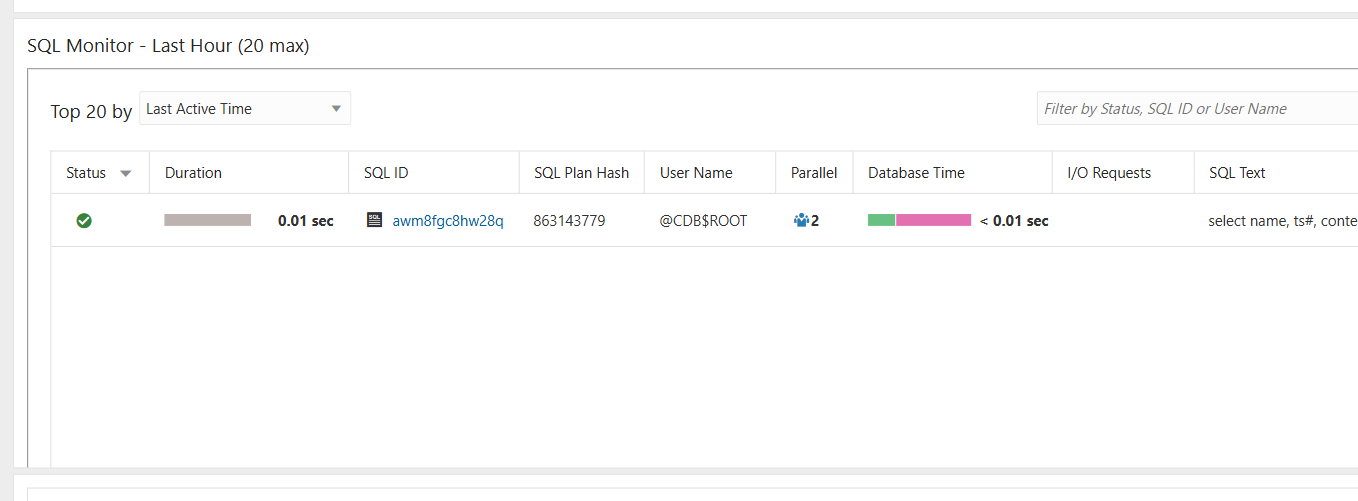 SQL Monitor - Last Hour (20 max)
Top 20 by Last Active Time Filter by Status, SQL ID or User Name
Status Duration SQL ID SQL Plan Hash User Name Parallel Database Time I/O Requests SQL Text
0.01 sec SQL awm8fgc8hw28q 863143779 @CDB$ROOT 2 < 0.01 sec select name, ts#, conte